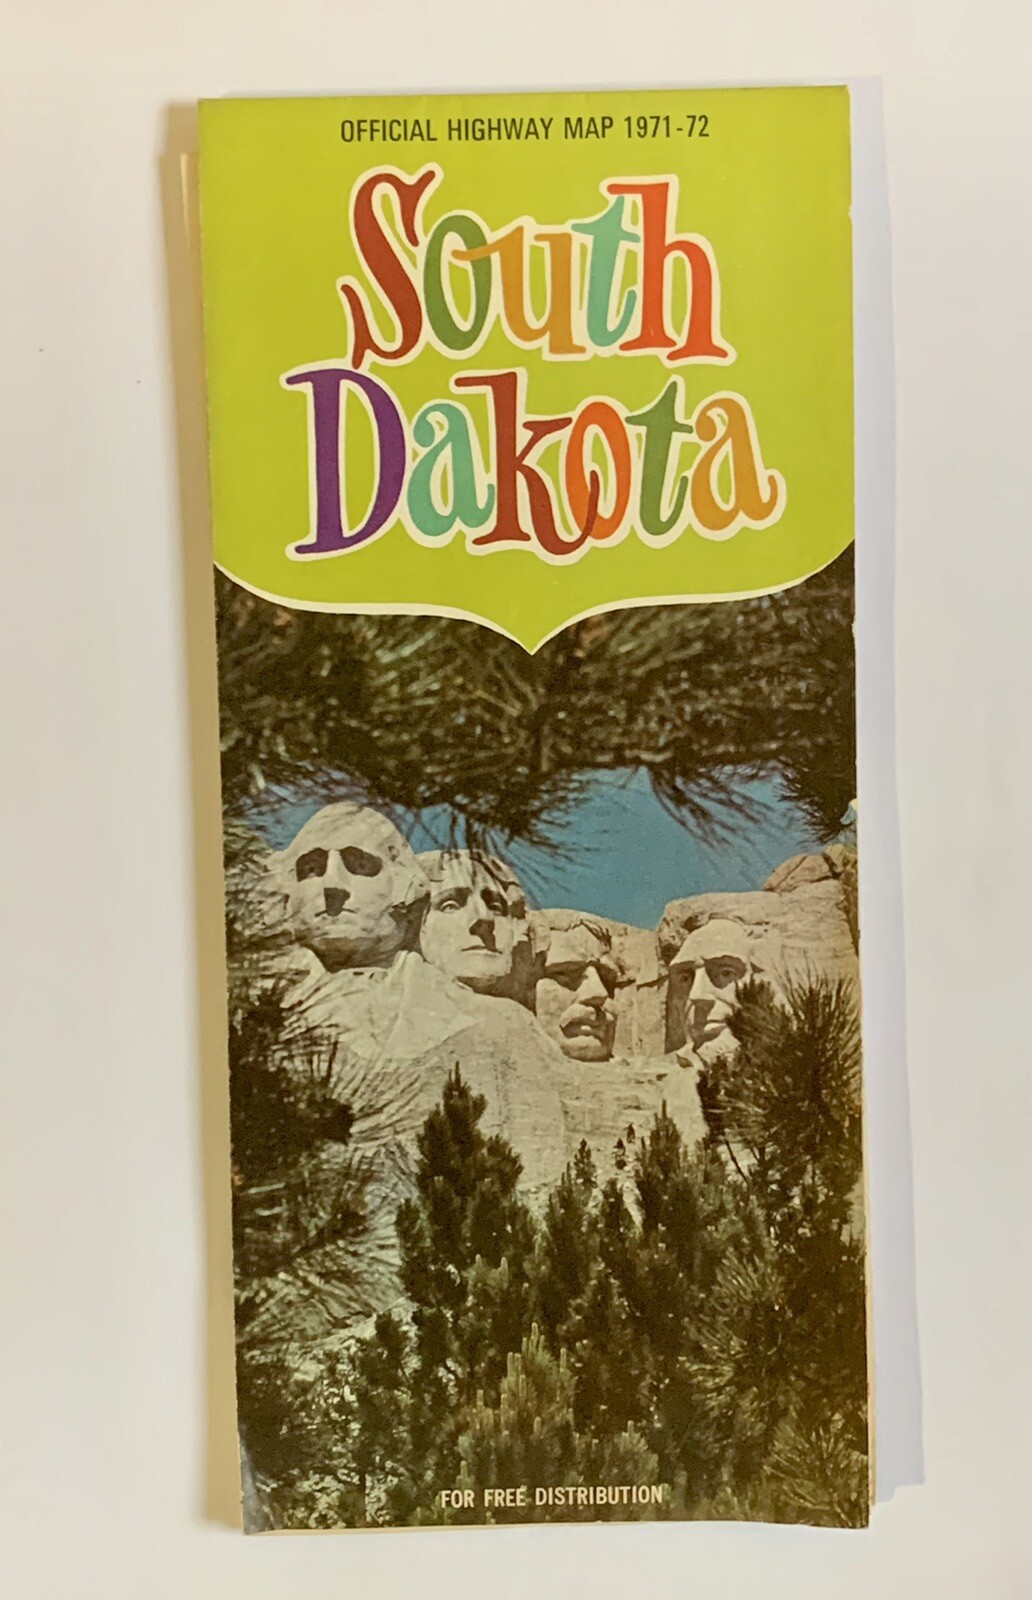 OFFICIAL HIGHWAY MAP 1971-72
South
Dakota
FOR FREE DISTRIBUTION